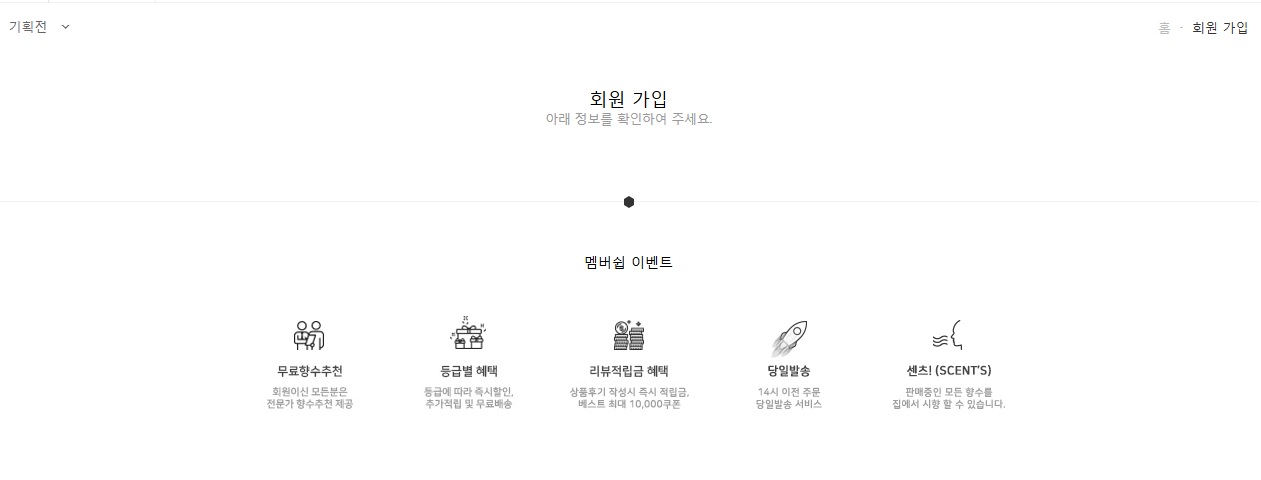 기획전
홈 · 회원 가입
회원 가입
아래 정보를 확인하여 주세요.
멤버쉽 이벤트
무료향수추천
회원이신 모든분은
전문가 향수추천 제공
등급별 혜택
등급에 따라 즉시할인,
추가적립 및 무료배송
리뷰적립금 혜택
상품후기 작성시 즉시 적립금,
베스트 최대 10,000쿠폰
당일발송
14시 이전 주문
당일발송 서비스
센츠! (SCENT'S)
판매중인 모든 향수를
집에서 시향 할 수 있습니다.